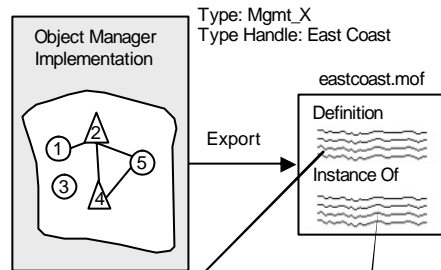 Type: Mgmt_X
Type Handle: East Coast
Object Manager
Implementation
1
2
3
4
5
Export
eastcoast.mof
Definition
Instance Of